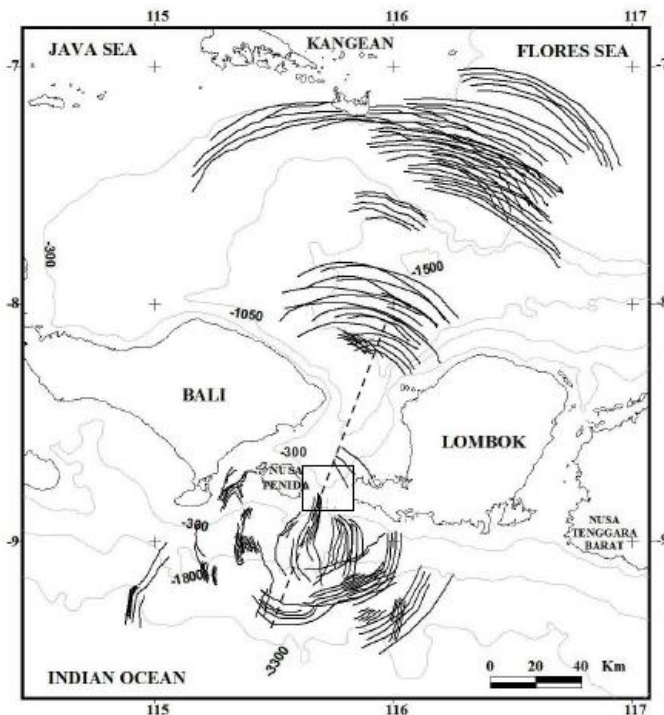 115 116 117
JAVA SEA KANGEAN FLORES SEA
-7 -7
-300
-1500
-8 -8
-1050
BALI
LOMBOK
-300
NUSA
PENIDA
-300
NUSA
TENGGARA
BARAT
-9 -9
-1800
-3300
INDIAN OCEAN
0 20 40 Km
115 116 117